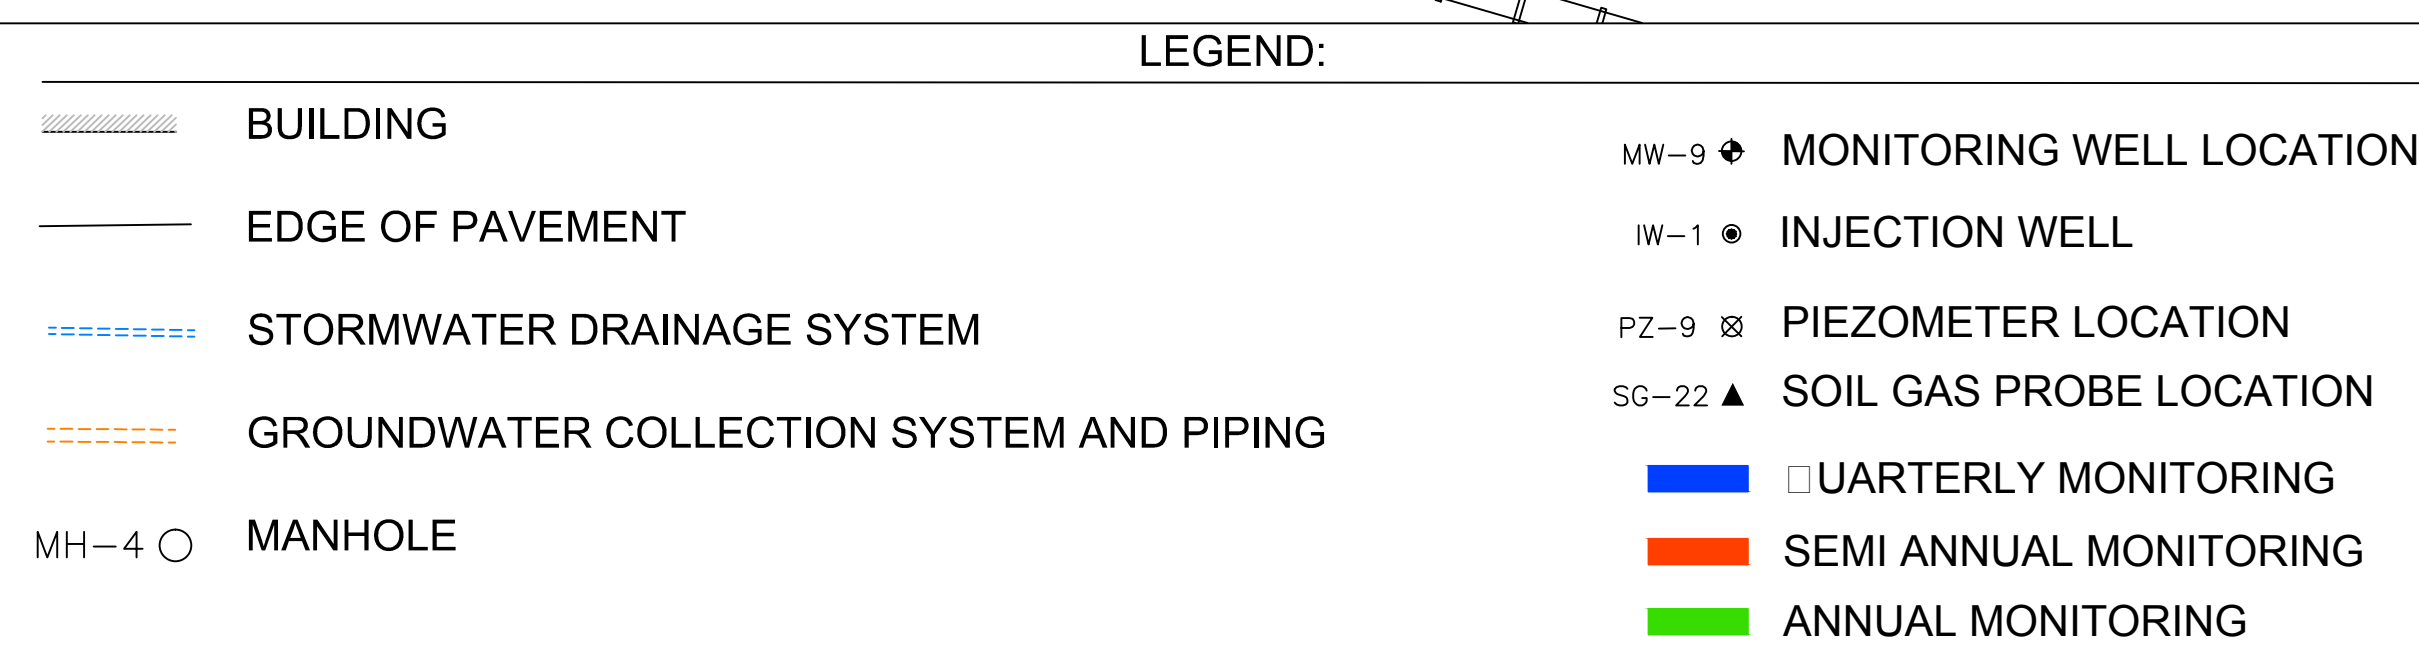 LEGEND:
BUILDING
EDGE OF PAVEMENT
STORMWATER DRAINAGE SYSTEM
GROUNDWATER COLLECTION SYSTEM AND PIPING
MH-4 MANHOLE
MW-9 MONITORING WELL LOCATION
IW-1 INJECTION WELL
PZ-9 PIEZOMETER LOCATION
SG-22 SOIL GAS PROBE LOCATION
□UARTERLY MONITORING
SEMI ANNUAL MONITORING
ANNUAL MONITORING